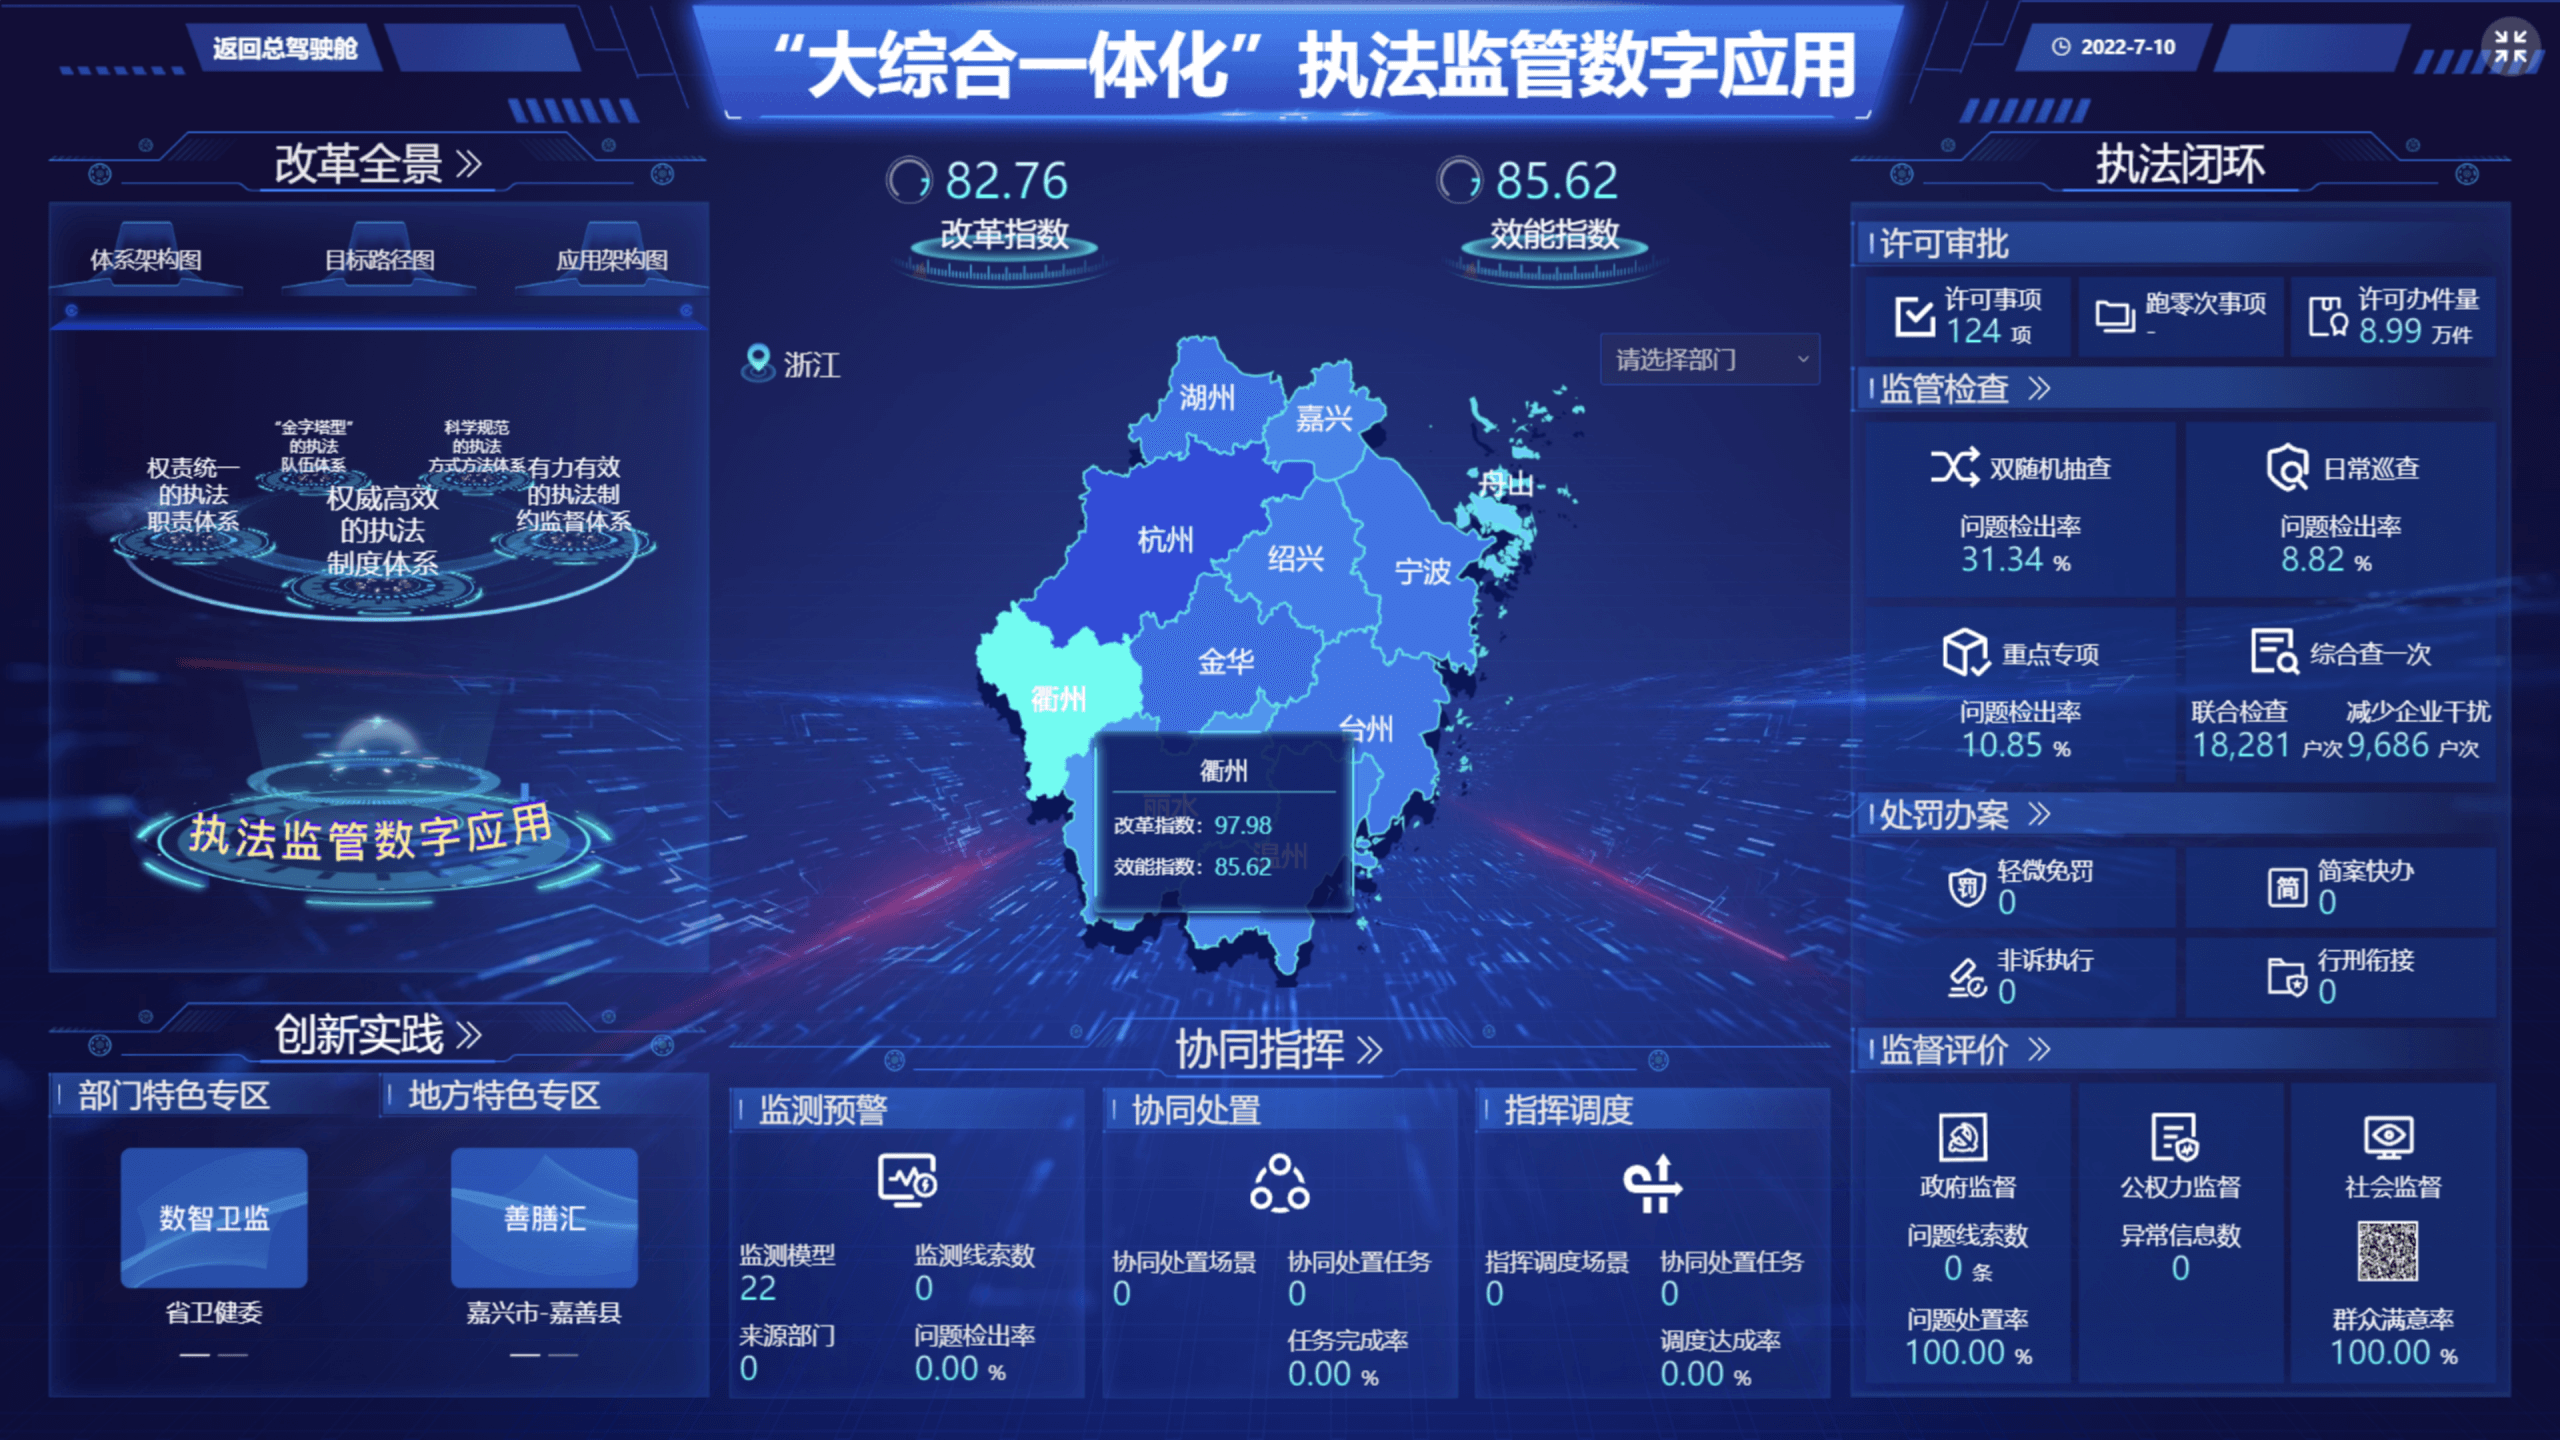 返回总驾驶舱
“大综合一体化”执法监管数字应用
2022-7-10
改革全景
体系架构图
目标路径图
应用架构图
“金字塔型”
的执法
队伍体系
科学规范
的执法
方式方法体系
权责统一
的执法
职责体系
权威高效
的执法
制度体系
有力有效
的执法制
约监督体系
执法监管数字应用
创新实践
部门特色专区
地方特色专区
数智卫监
善膳汇
省卫健委
嘉兴市-嘉善县
82.76
改革指数
85.62
效能指数
浙江
请选择部门
湖州
嘉兴
舟山
杭州
绍兴
宁波
金华
衢州
台州
丽水
温州
衢州
改革指数：97.98
效能指数：85.62
协同指挥
监测预警
监测模型
22
监测线索数
0
来源部门
0
问题检出率
0.00 %
协同处置
协同处置场景
0
协同处置任务
0
任务完成率
0.00 %
指挥调度
指挥调度场景
0
协同处置任务
0
调度达成率
0.00 %
执法闭环
许可审批
许可事项
124 项
跑零次事项
-
许可办件量
8.99 万件
监管检查
双随机抽查
问题检出率
31.34 %
日常巡查
问题检出率
8.82 %
重点专项
问题检出率
10.85 %
综合查一次
联合检查
18,281 户次
减少企业干扰
9,686 户次
处罚办案
罚
轻微免罚
0
简
简案快办
0
非诉执行
0
行刑衔接
0
监督评价
政府监督
问题线索数
0 条
问题处置率
100.00 %
公权力监督
异常信息数
0
社会监督
群众满意率
100.00 %